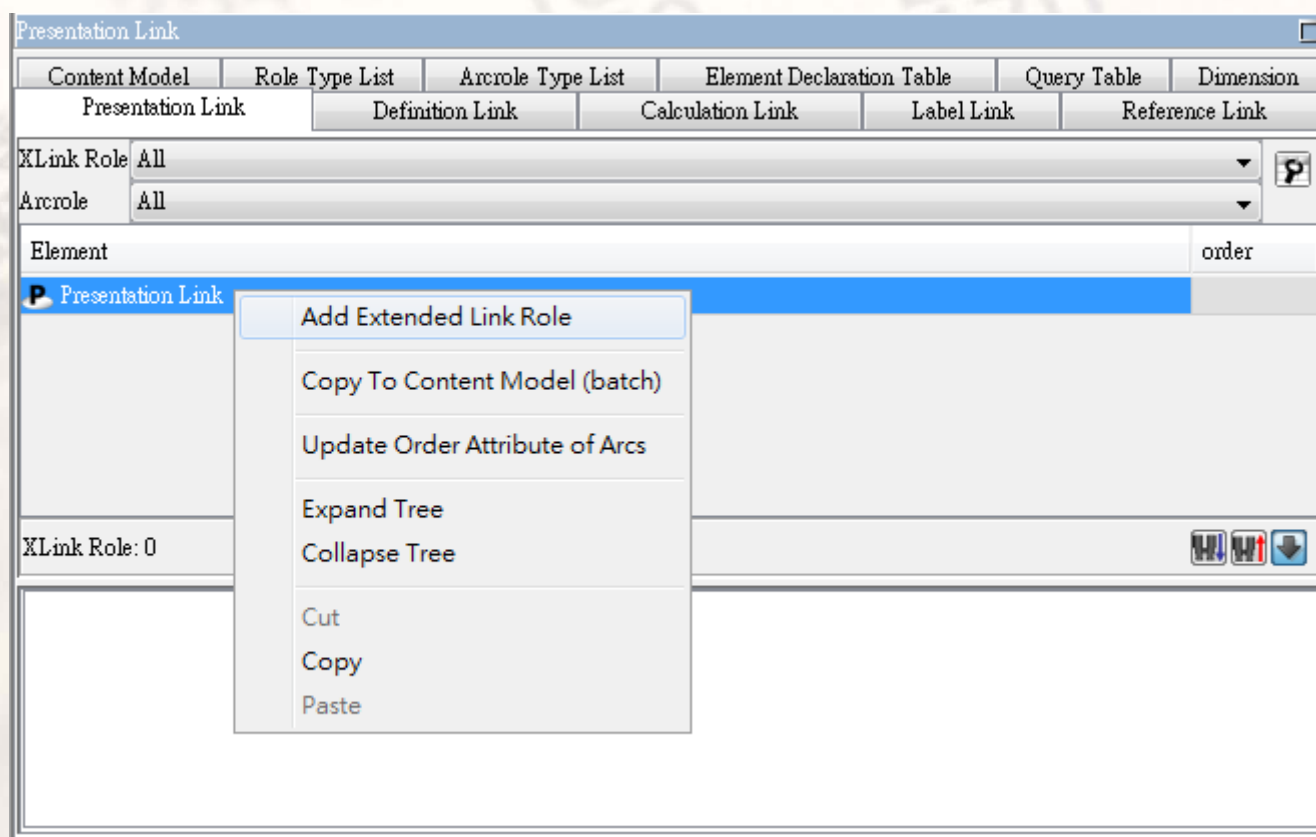 Presentation Link
Content Model Role Type List Arcrole Type List Element Declaration Table Query Table Dimension
Presentation Link Definition Link Calculation Link Label Link Reference Link
XLink Role All
Arcrole All
Element order
P Presentation Link
Add Extended Link Role
Copy To Content Model (batch)
Update Order Attribute of Arcs
Expand Tree
Collapse Tree
Cut
Copy
Paste
XLink Role: 0